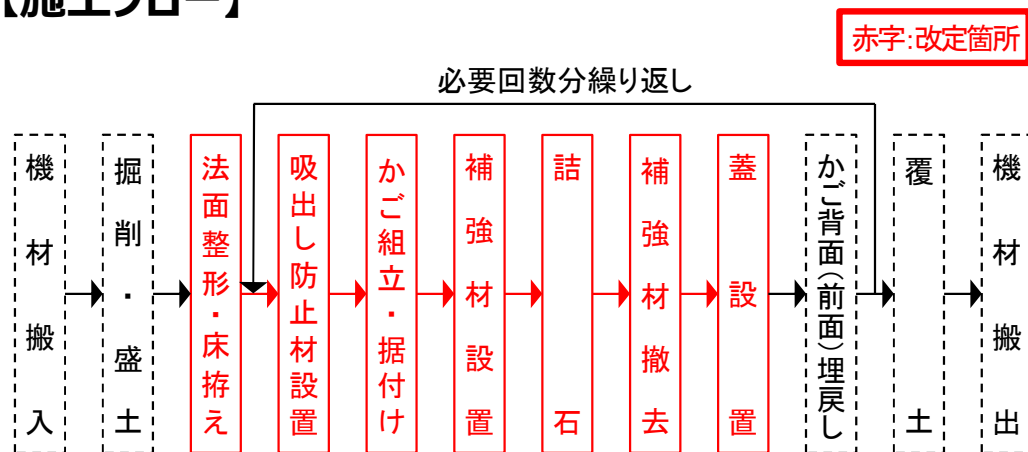 【施工フロー】
赤字:改定箇所
必要回数分繰り返し
機材搬入
掘削・盛土
法面整形・床拵え
吸出し防止材設置
かご組立・据付け
補強材設置
詰石
補強材撤去
蓋設置
かご背面(前面)埋戻し
覆土
機材搬出